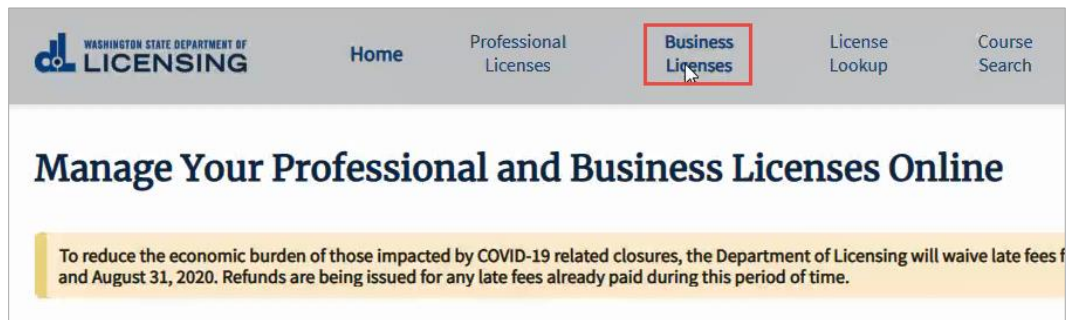 WASHINGTON STATE DEPARTMENT OF
LICENSING
Home
Professional
Licenses
Business
Licenses
License
Lookup
Course
Search
Manage Your Professional and Business Licenses Online
To reduce the economic burden of those impacted by COVID-19 related closures, the Department of Licensing will waive late fees
and August 31, 2020. Refunds are being issued for any late fees already paid during this period of time.